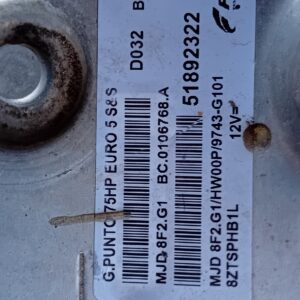 G.PUNTO 75HP EURO 5 S&S D032 B
MJD 8F2.G1 BC.0106768.A
51892322
MJD 8F2.G1/HW00P/9743-G101
8ZTSPHB1L 12V=